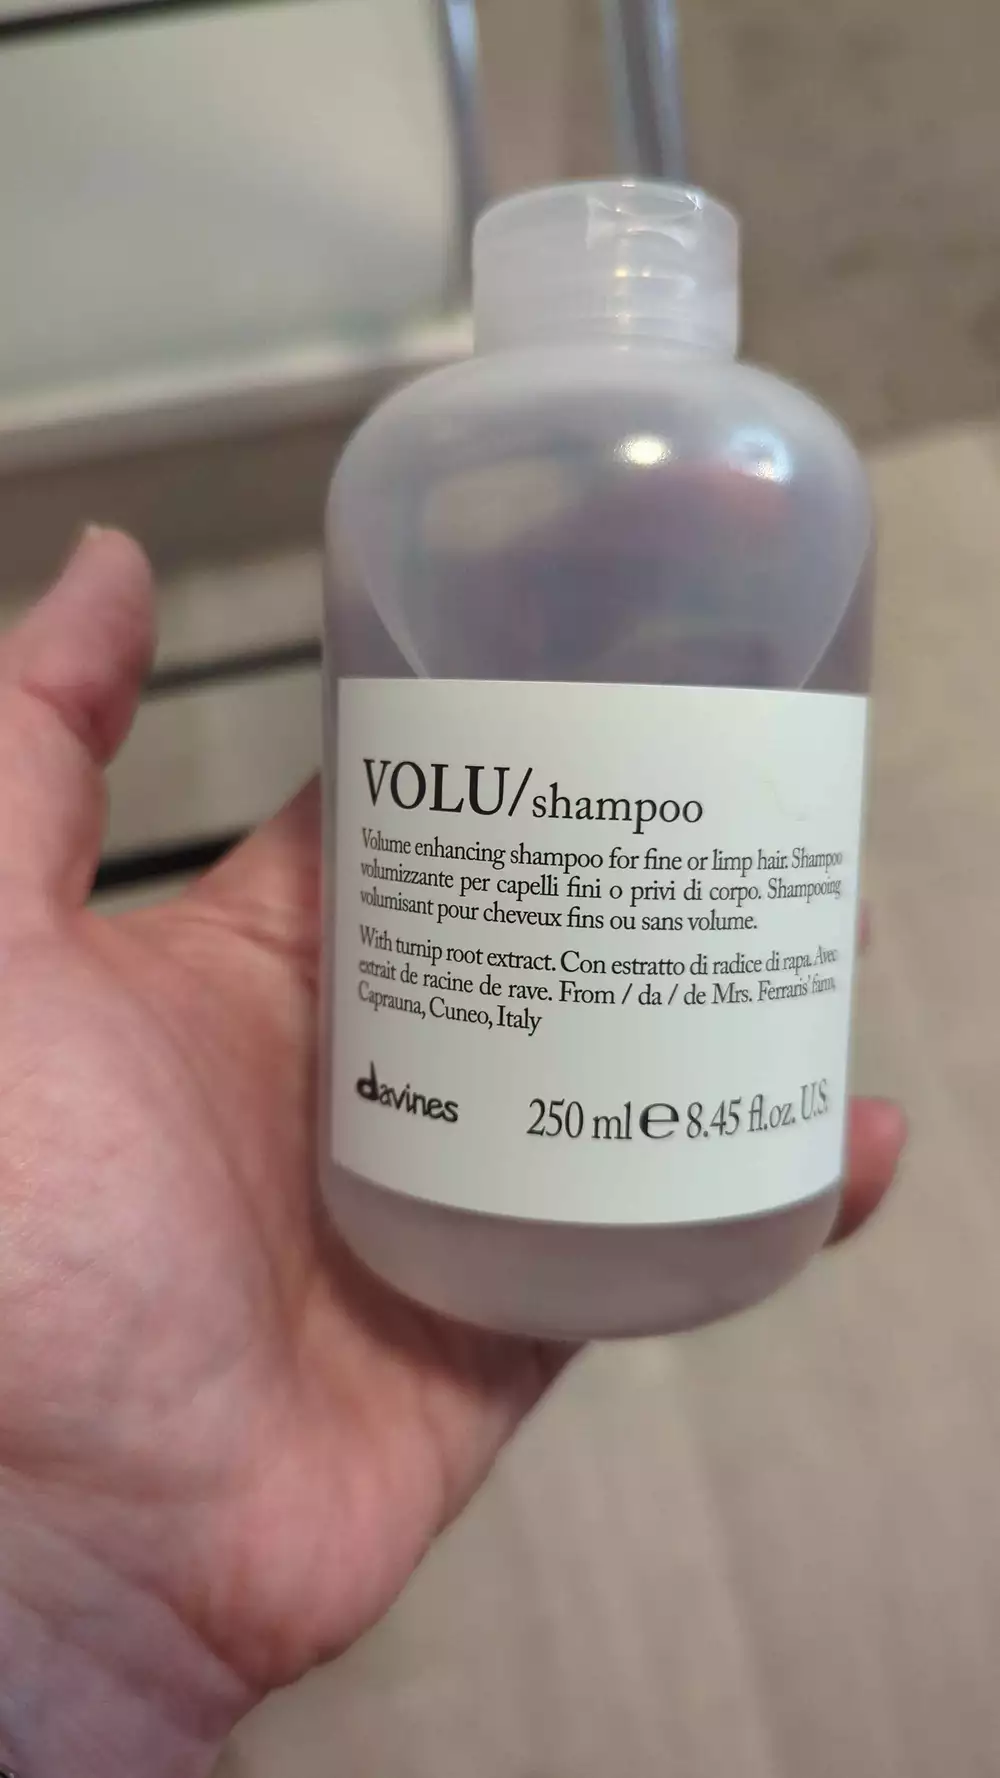 VOLU/shampoo
Volume enhancing shampoo for fine or limp hair. Shampoo
volumizzante per capelli fini o privi di corpo. Shampooing
volumisant pour cheveux fins ou sans volume.
With turnip root extract. Con estratto di radice di rapa. Avec
extrait de racine de rave. From / da / de Mrs. Ferraris' farm,
Caprauna, Cuneo, Italy
davines 250 ml ℮ 8.45 fl.oz. U.S.